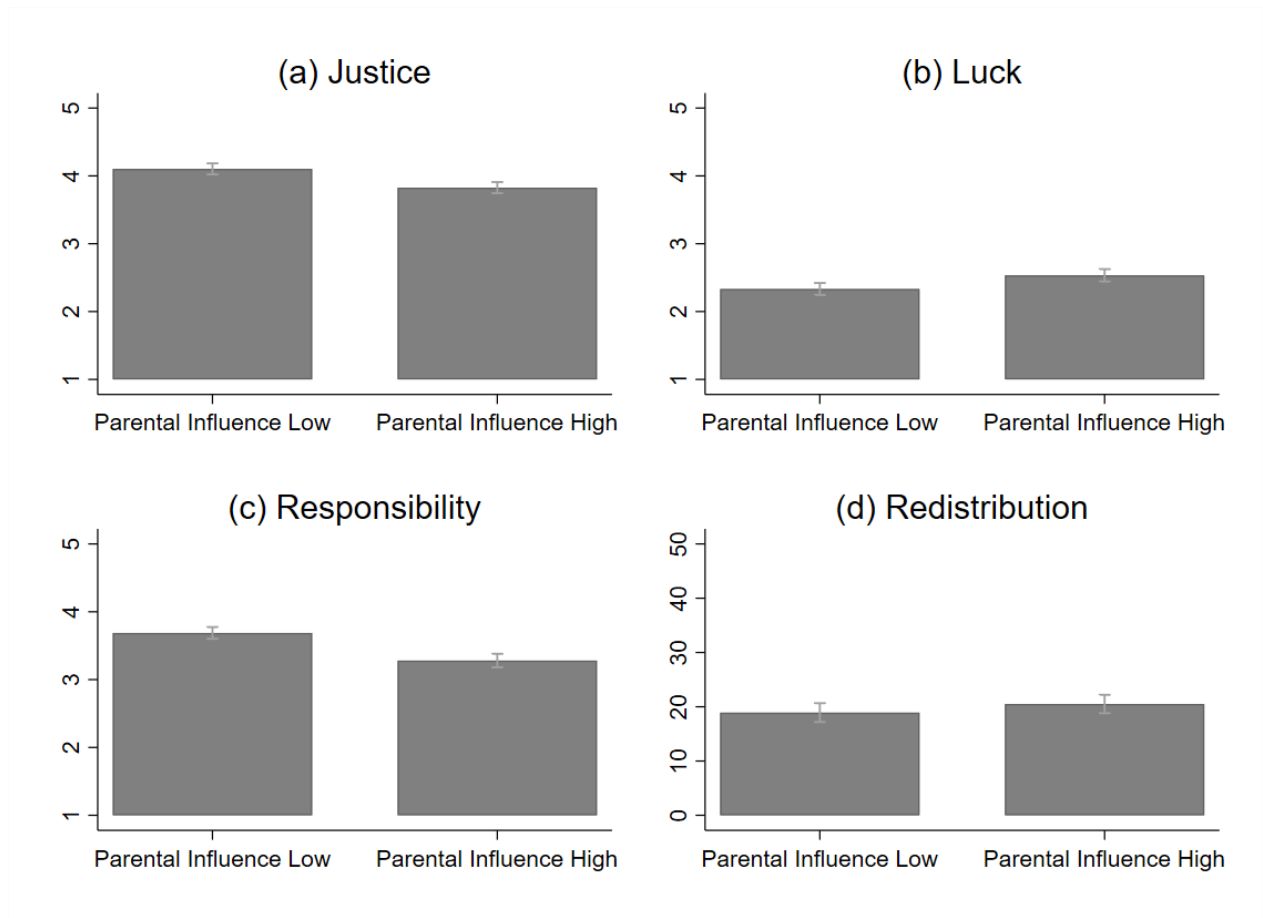 (a) Justice
5
4
3
2
1
Parental Influence Low Parental Influence High
(b) Luck
5
4
3
2
1
Parental Influence Low Parental Influence High
(c) Responsibility
5
4
3
2
1
Parental Influence Low Parental Influence High
(d) Redistribution
50
40
30
20
10
0
Parental Influence Low Parental Influence High